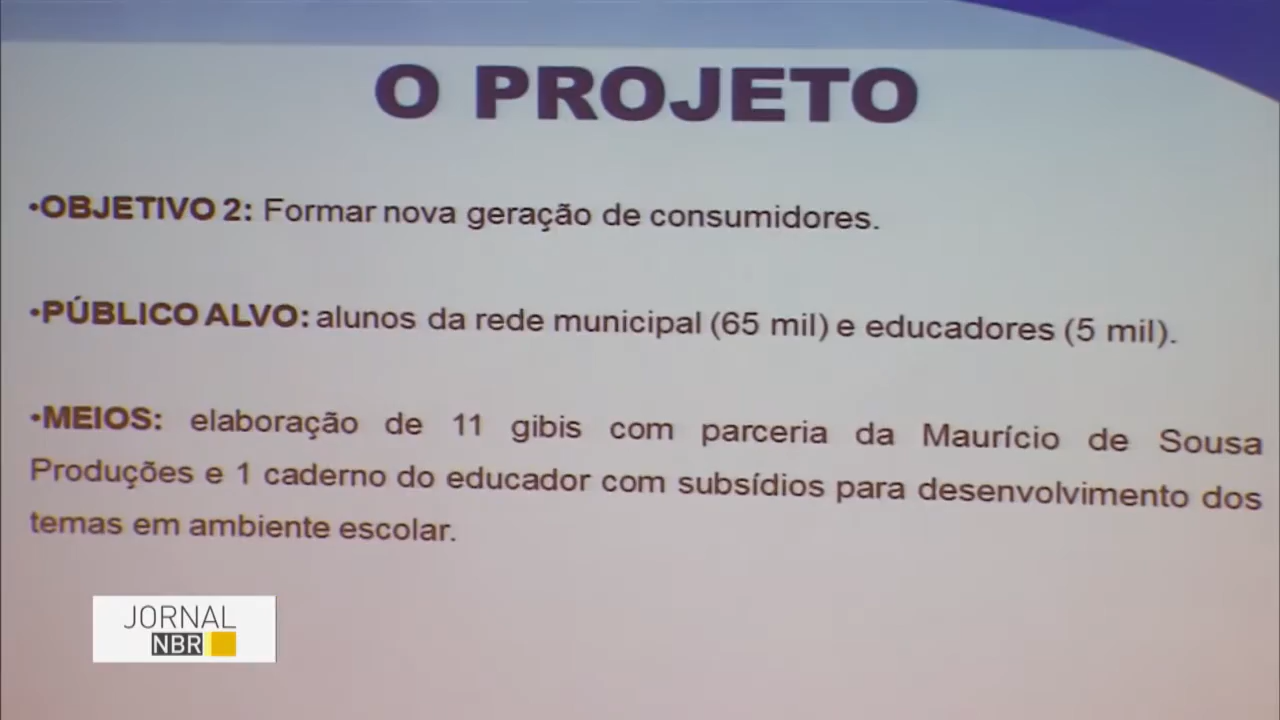 O PROJETO
•OBJETIVO 2: Formar nova geração de consumidores.
•PÚBLICO ALVO: alunos da rede municipal (65 mil) e educadores (5 mil).
•MEIOS: elaboração de 11 gibis com parceria da Maurício de Sousa
Produções e 1 caderno do educador com subsídios para desenvolvimento dos
temas em ambiente escolar.
JORNAL
NBR